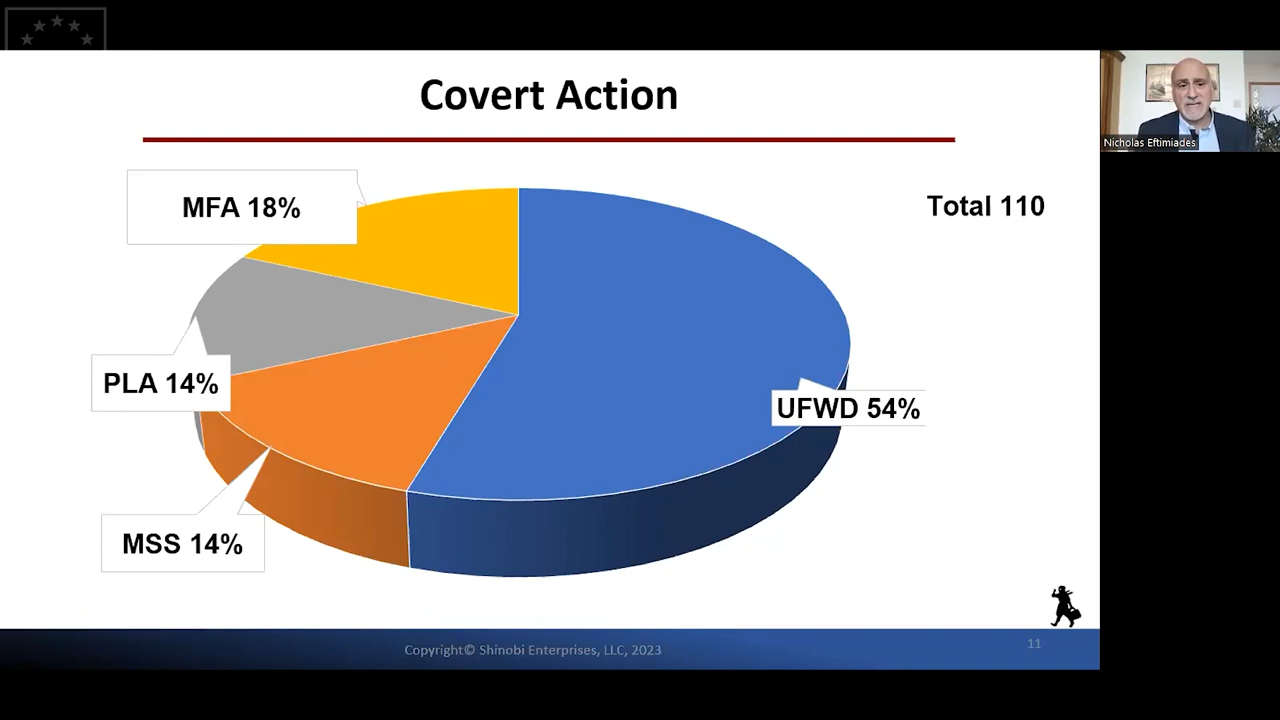 Covert Action
Nicholas Eftimiades
MFA 18%
Total 110
PLA 14%
UFWD 54%
MSS 14%
Copyright© Shinobi Enterprises, LLC, 2023
11